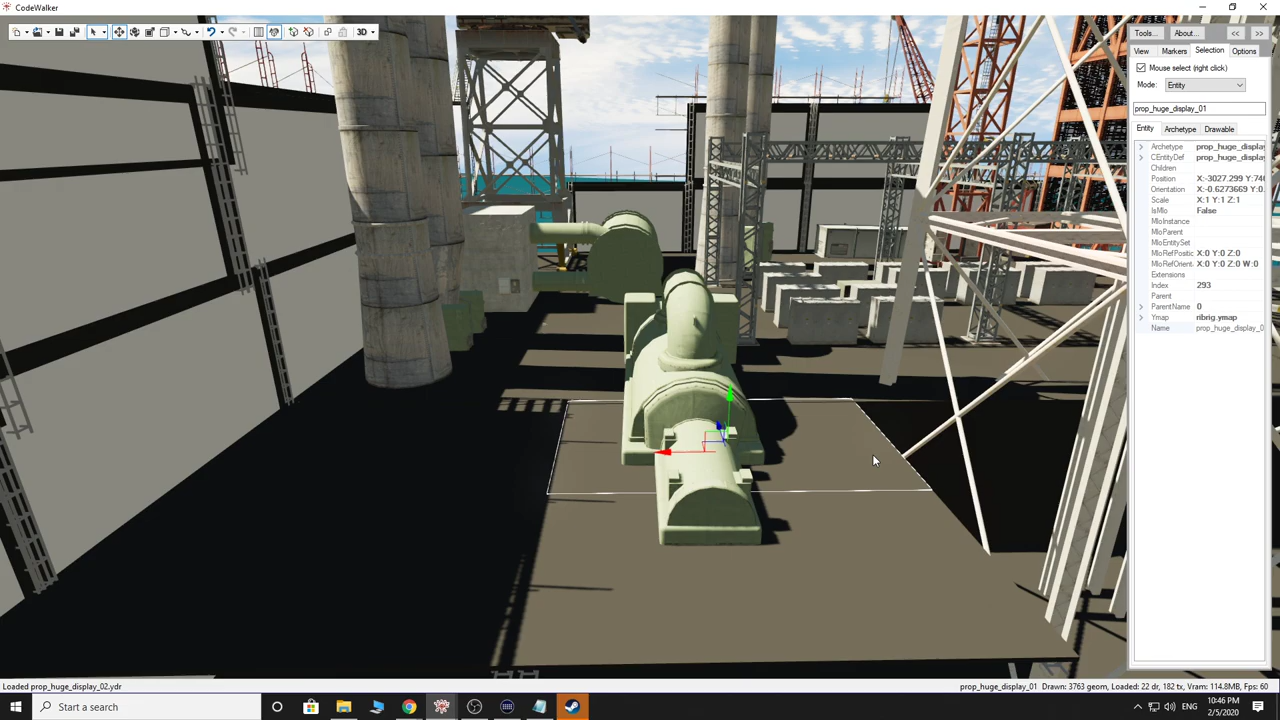 CodeWalker
3D
Tools... About... << >>
View Markers Selection Options
Mouse select (right click)
Mode: Entity
prop_huge_display_01
Entity Archetype Drawable
Archetype prop_huge_display
CEntityDef prop_huge_display
Children
Position X:-3027.299 Y:74
Orientation X:-0.6273669 Y:0.
Scale X:1 Y:1 Z:1
IsMlo False
MloInstance
MloParent
MloEntitySet
MloRefPositic X:0 Y:0 Z:0
MloRefOrient. X:0 Y:0 Z:0 W:0
Extensions
Index 293
Parent
ParentName 0
Ymap ribrig.ymap
Name prop_huge_display_0
Loaded prop_huge_display_02.ydr
prop_huge_display_01 Drawn: 3763 geom, Loaded: 22 dr, 182 tx, Vram: 114.8MB, Fps: 60
Start a search
ENG
10:46 PM
2/5/2020